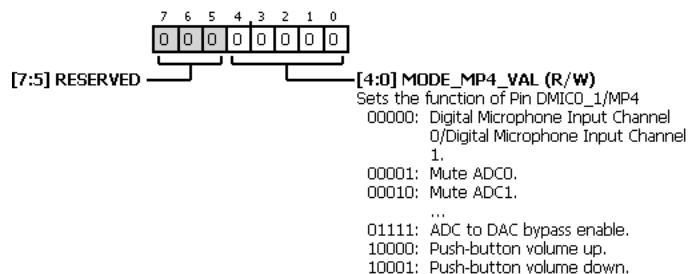 7 6 5 4 3 2 1 0
0 0 0 0 0 0 0 0
[7:5] RESERVED
[4:0] MODE_MP4_VAL (R/W)
Sets the function of Pin DMIC0_1/MP4
00000: Digital Microphone Input Channel
0/Digital Microphone Input Channel
1.
00001: Mute ADC0.
00010: Mute ADC1.
...
01111: ADC to DAC bypass enable.
10000: Push-button volume up.
10001: Push-button volume down.